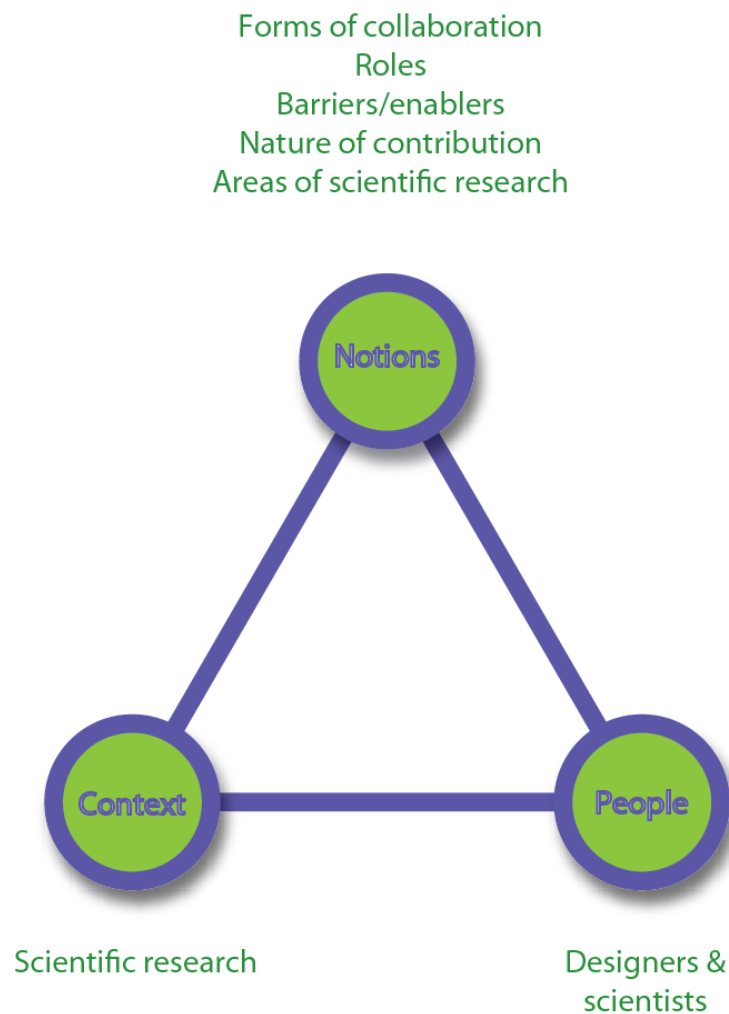 Forms of collaboration
Roles
Barriers/enablers
Nature of contribution
Areas of scientific research
Notions
Context
People
Scientific research
Designers &
scientists